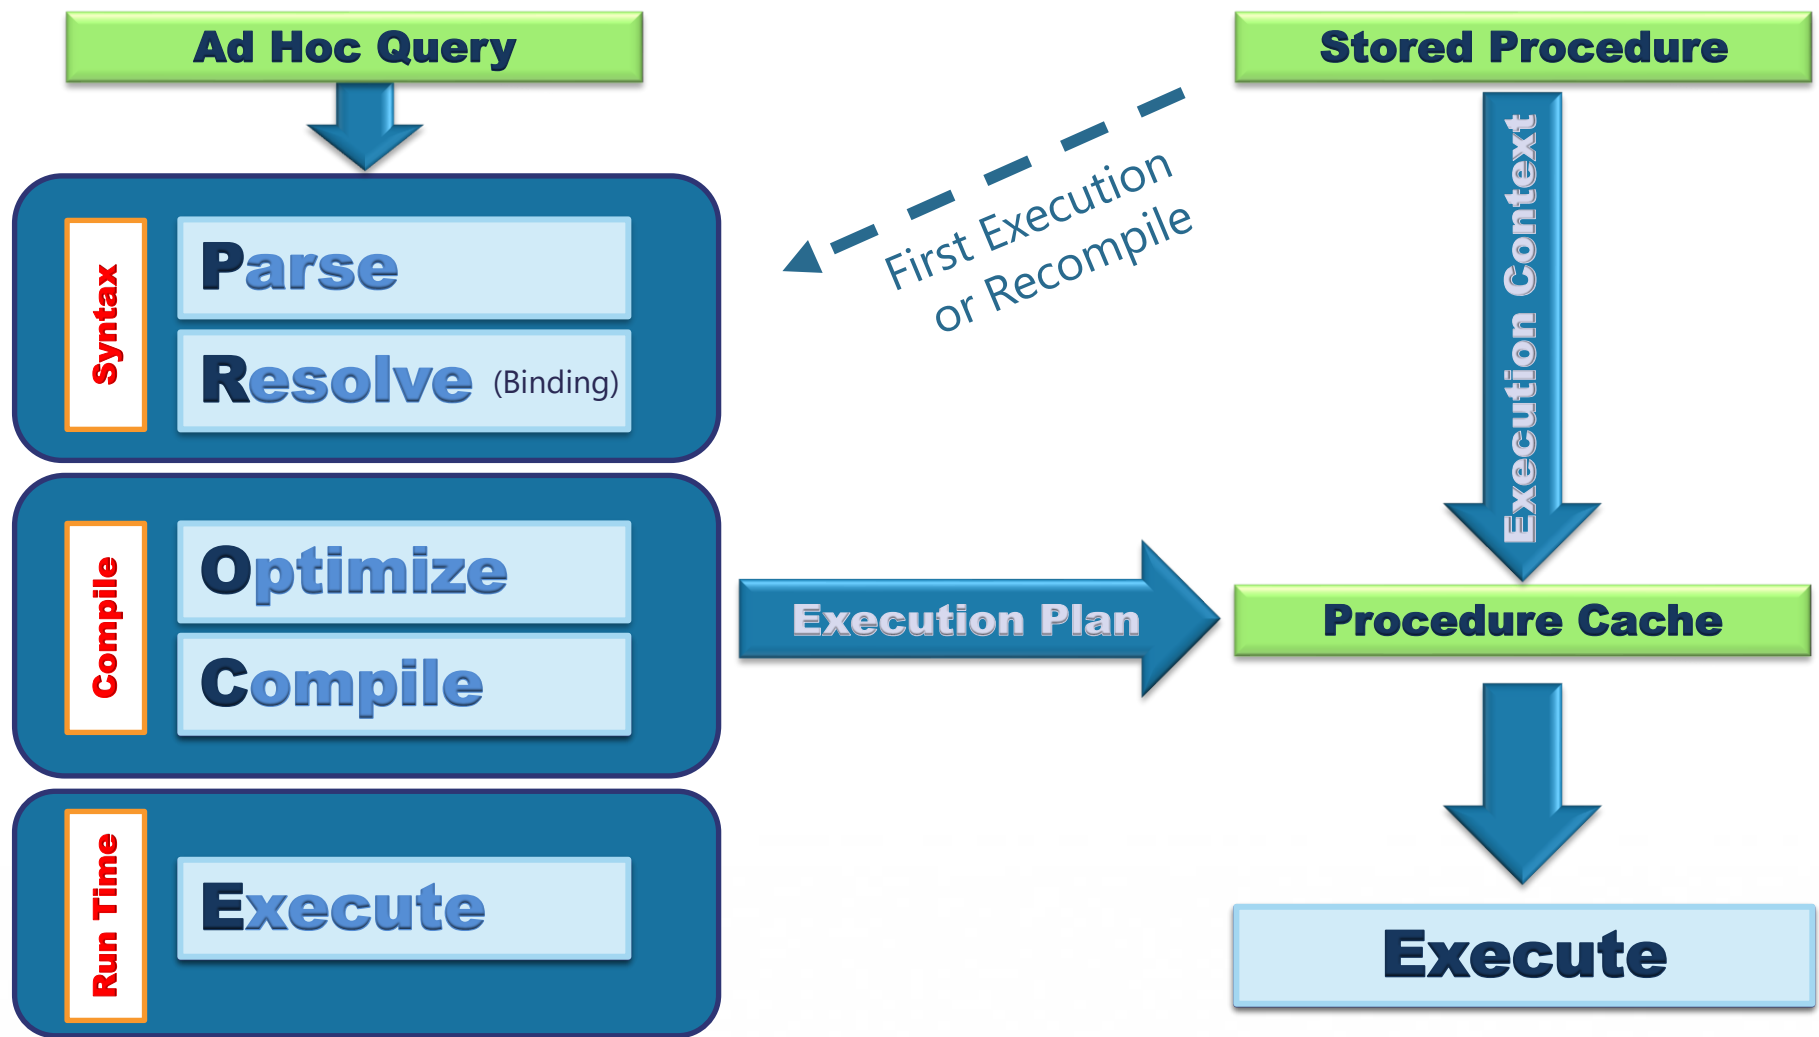 Ad Hoc Query
Stored Procedure
Syntax
Parse
Resolve (Binding)
First Execution
or Recompile
Execution Context
Compile
Optimize
Compile
Execution Plan
Procedure Cache
Run Time
Execute
Execute